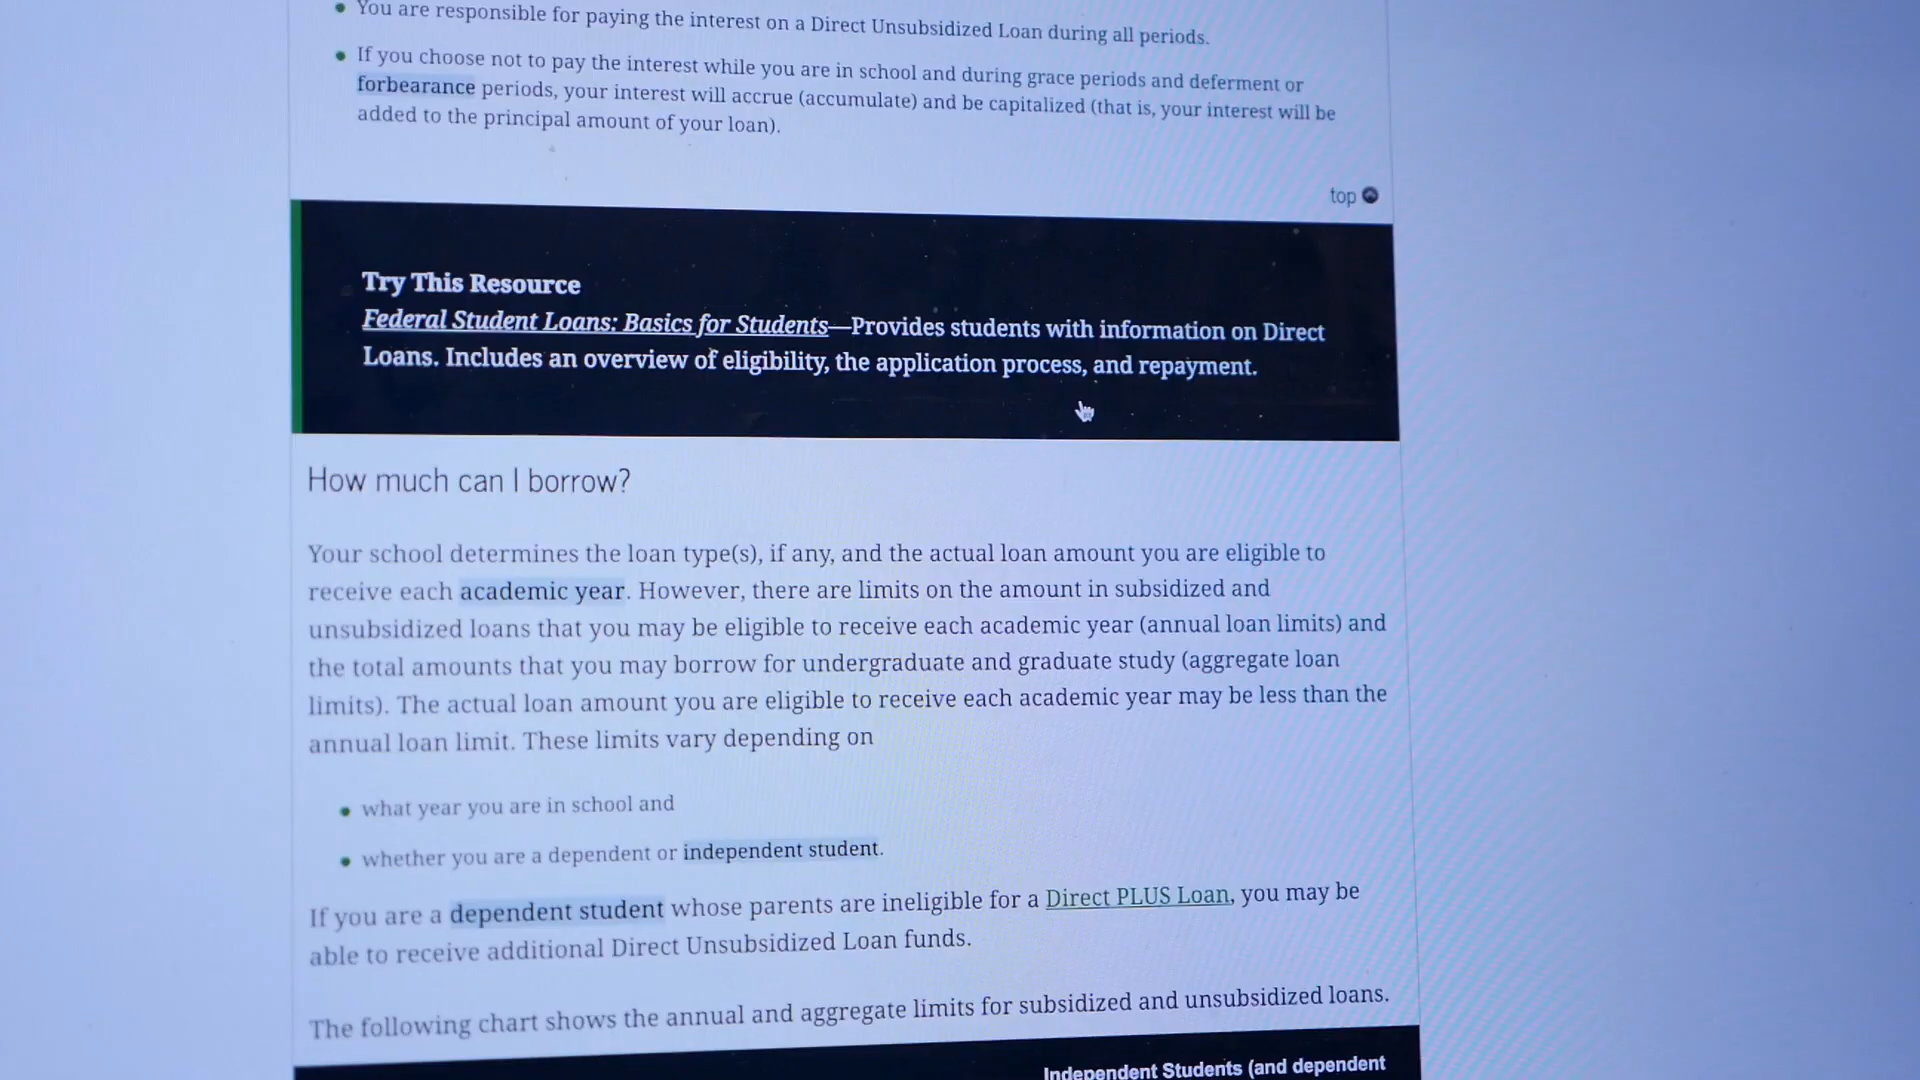 You are responsible for paying the interest on a Direct Unsubsidized Loan during all periods.
If you choose not to pay the interest while you are in school and during grace periods and deferment or
forbearance periods, your interest will accrue (accumulate) and be capitalized (that is, your interest will be
added to the principal amount of your loan).
top
Try This Resource
Federal Student Loans: Basics for Students—Provides students with information on Direct
Loans. Includes an overview of eligibility, the application process, and repayment.
How much can I borrow?
Your school determines the loan type(s), if any, and the actual loan amount you are eligible to
receive each academic year. However, there are limits on the amount in subsidized and
unsubsidized loans that you may be eligible to receive each academic year (annual loan limits) and
the total amounts that you may borrow for undergraduate and graduate study (aggregate loan
limits). The actual loan amount you are eligible to receive each academic year may be less than the
annual loan limit. These limits vary depending on
what year you are in school and
whether you are a dependent or independent student.
If you are a dependent student whose parents are ineligible for a Direct PLUS Loan, you may be
able to receive additional Direct Unsubsidized Loan funds.
The following chart shows the annual and aggregate limits for subsidized and unsubsidized loans.
Independent Students (and dependent